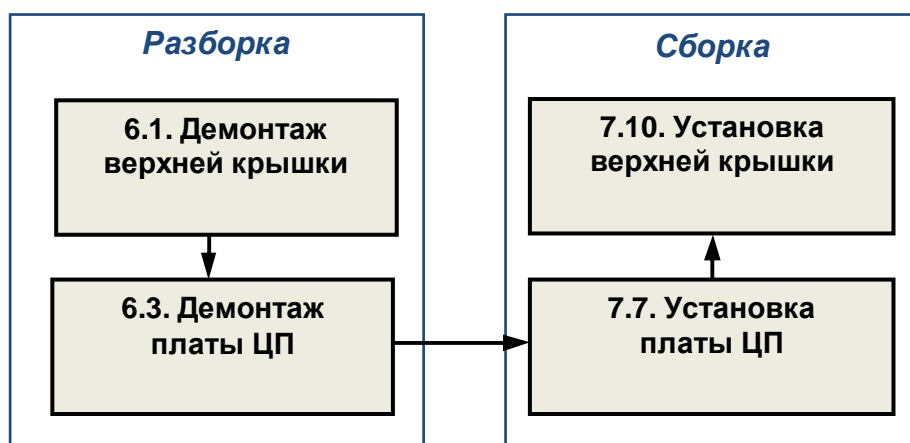 Разборка
6.1. Демонтаж
верхней крышки
6.3. Демонтаж
платы ЦП
Сборка
7.10. Установка
верхней крышки
7.7. Установка
платы ЦП